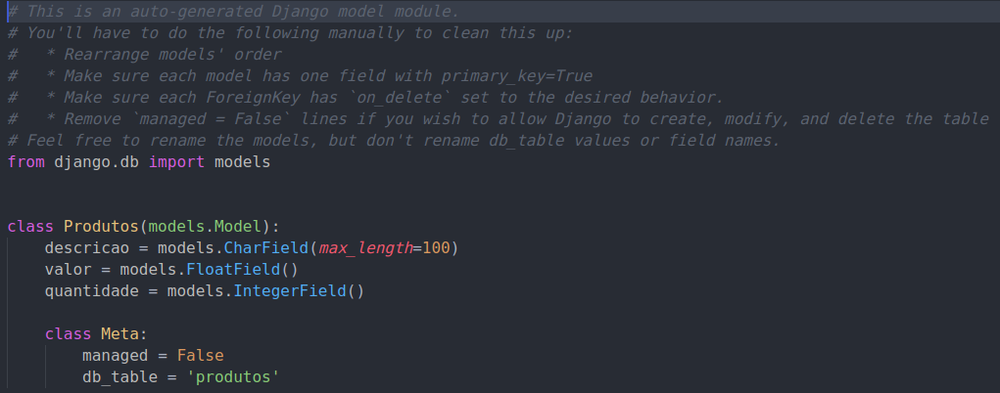 # This is an auto-generated Django model module.
# You'll have to do the following manually to clean this up:
#   * Rearrange models' order
#   * Make sure each model has one field with primary_key=True
#   * Make sure each ForeignKey has `on_delete` set to the desired behavior.
#   * Remove `managed = False` lines if you wish to allow Django to create, modify, and delete the table
# Feel free to rename the models, but don't rename db_table values or field names.
from django.db import models


class Produtos(models.Model):
    descricao = models.CharField(max_length=100)
    valor = models.FloatField()
    quantidade = models.IntegerField()

    class Meta:
        managed = False
        db_table = 'produtos'